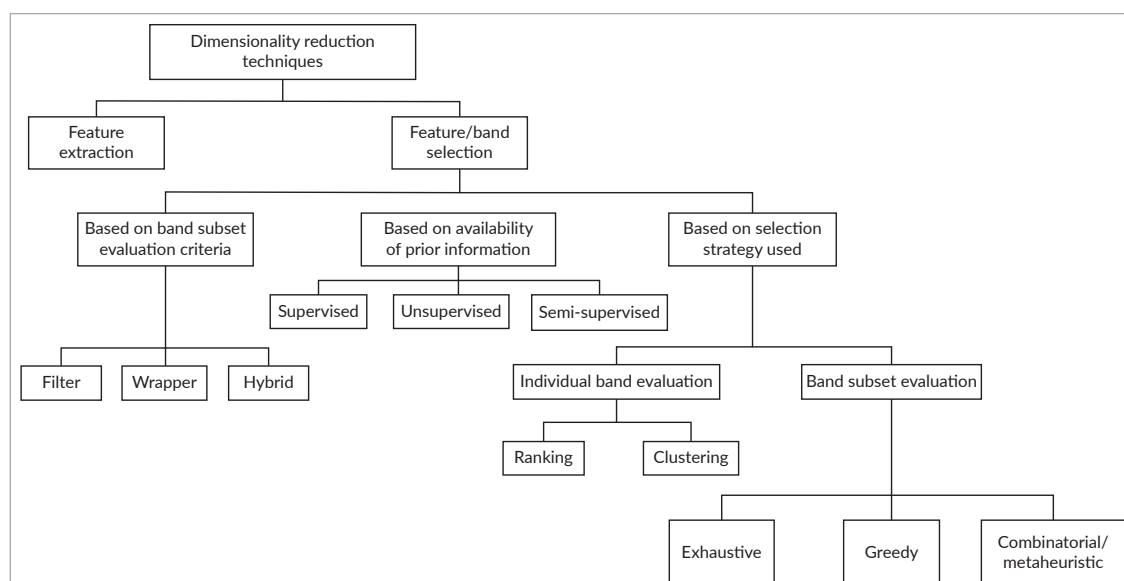 Dimensionality reduction
techniques
Feature
extraction
Feature/band
selection
Based on band subset
evaluation criteria
Based on availability
of prior information
Based on selection
strategy used
Supervised
Unsupervised
Semi-supervised
Filter
Wrapper
Hybrid
Individual band evaluation
Band subset evaluation
Ranking
Clustering
Exhaustive
Greedy
Combinatorial/
metaheuristic